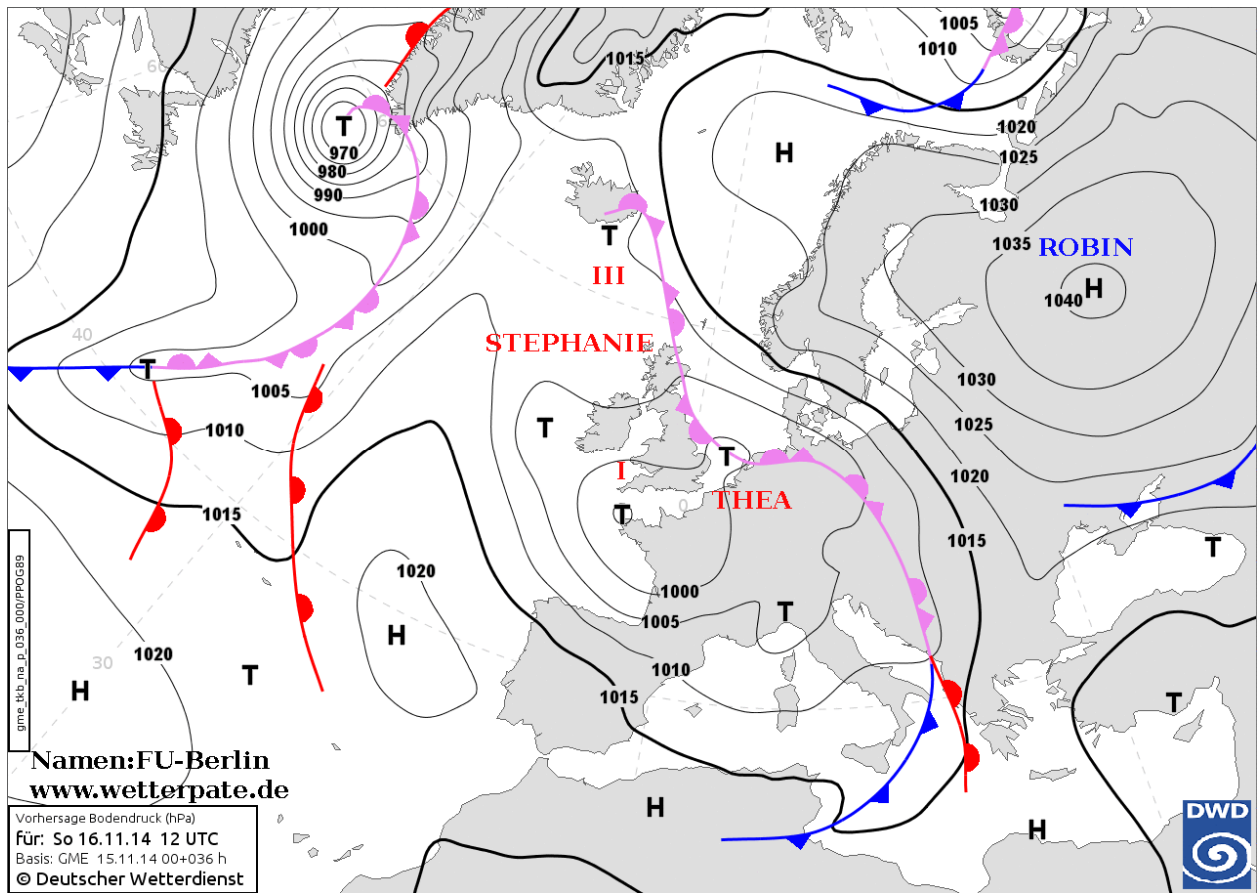 1005
1010
1015
60
T
60
970
980
990
1000
H
1020
1025
1030
T
III
1035
ROBIN
H
1040
40
STEPHANIE
T
1005
1030
1010
T
1025
T
I
1020
THEA
1015
T
0
1015
T
1020
1000
T
1005
H
30
1020
T
H
1010
1015
T
gme_tkb_na_p_036_000/PPOG89
Namen:FU-Berlin
www.wetterpate.de
H
H
Vorhersage Bodendruck (hPa)
für: So 16.11.14 12 UTC
Basis: GME 15.11.14 00+036 h
© Deutscher Wetterdienst
DWD